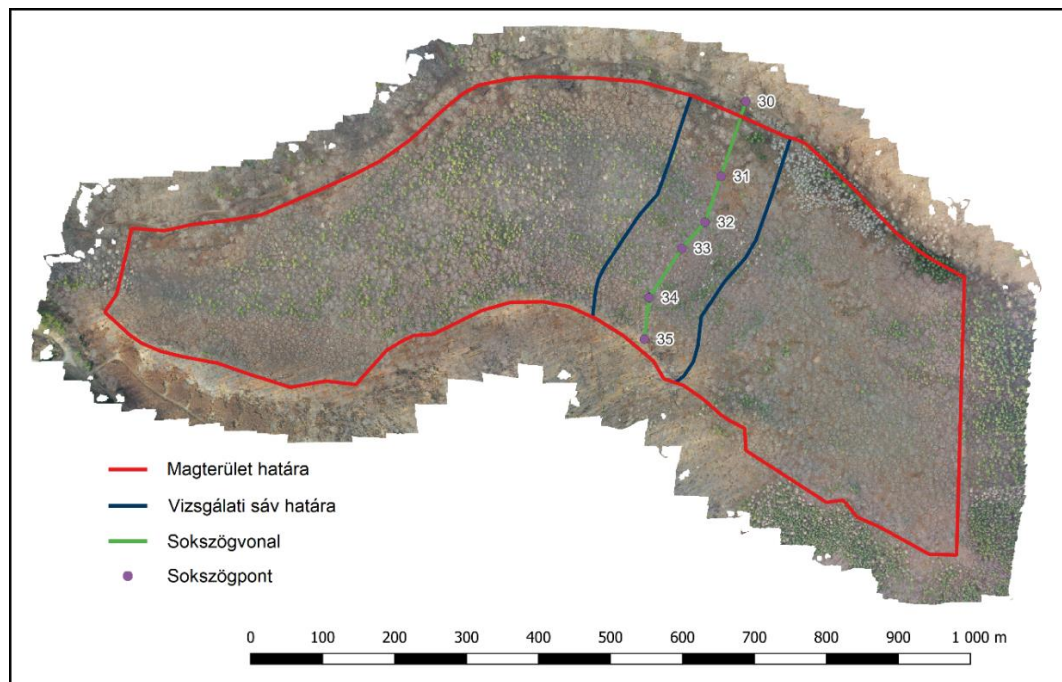 30
31
32
33
34
35
Magterület határa
Vizsgálati sáv határa
Sokszögvonal
Sokszögpont
0 100 200 300 400 500 600 700 800 900 1 000 m